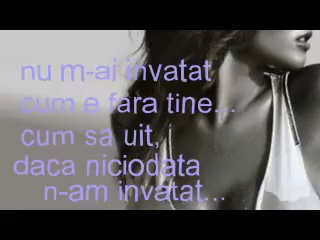 nu m-ai invatat
cum e fara tine...
cum sa uit,
daca niciodata
n-am invatat...